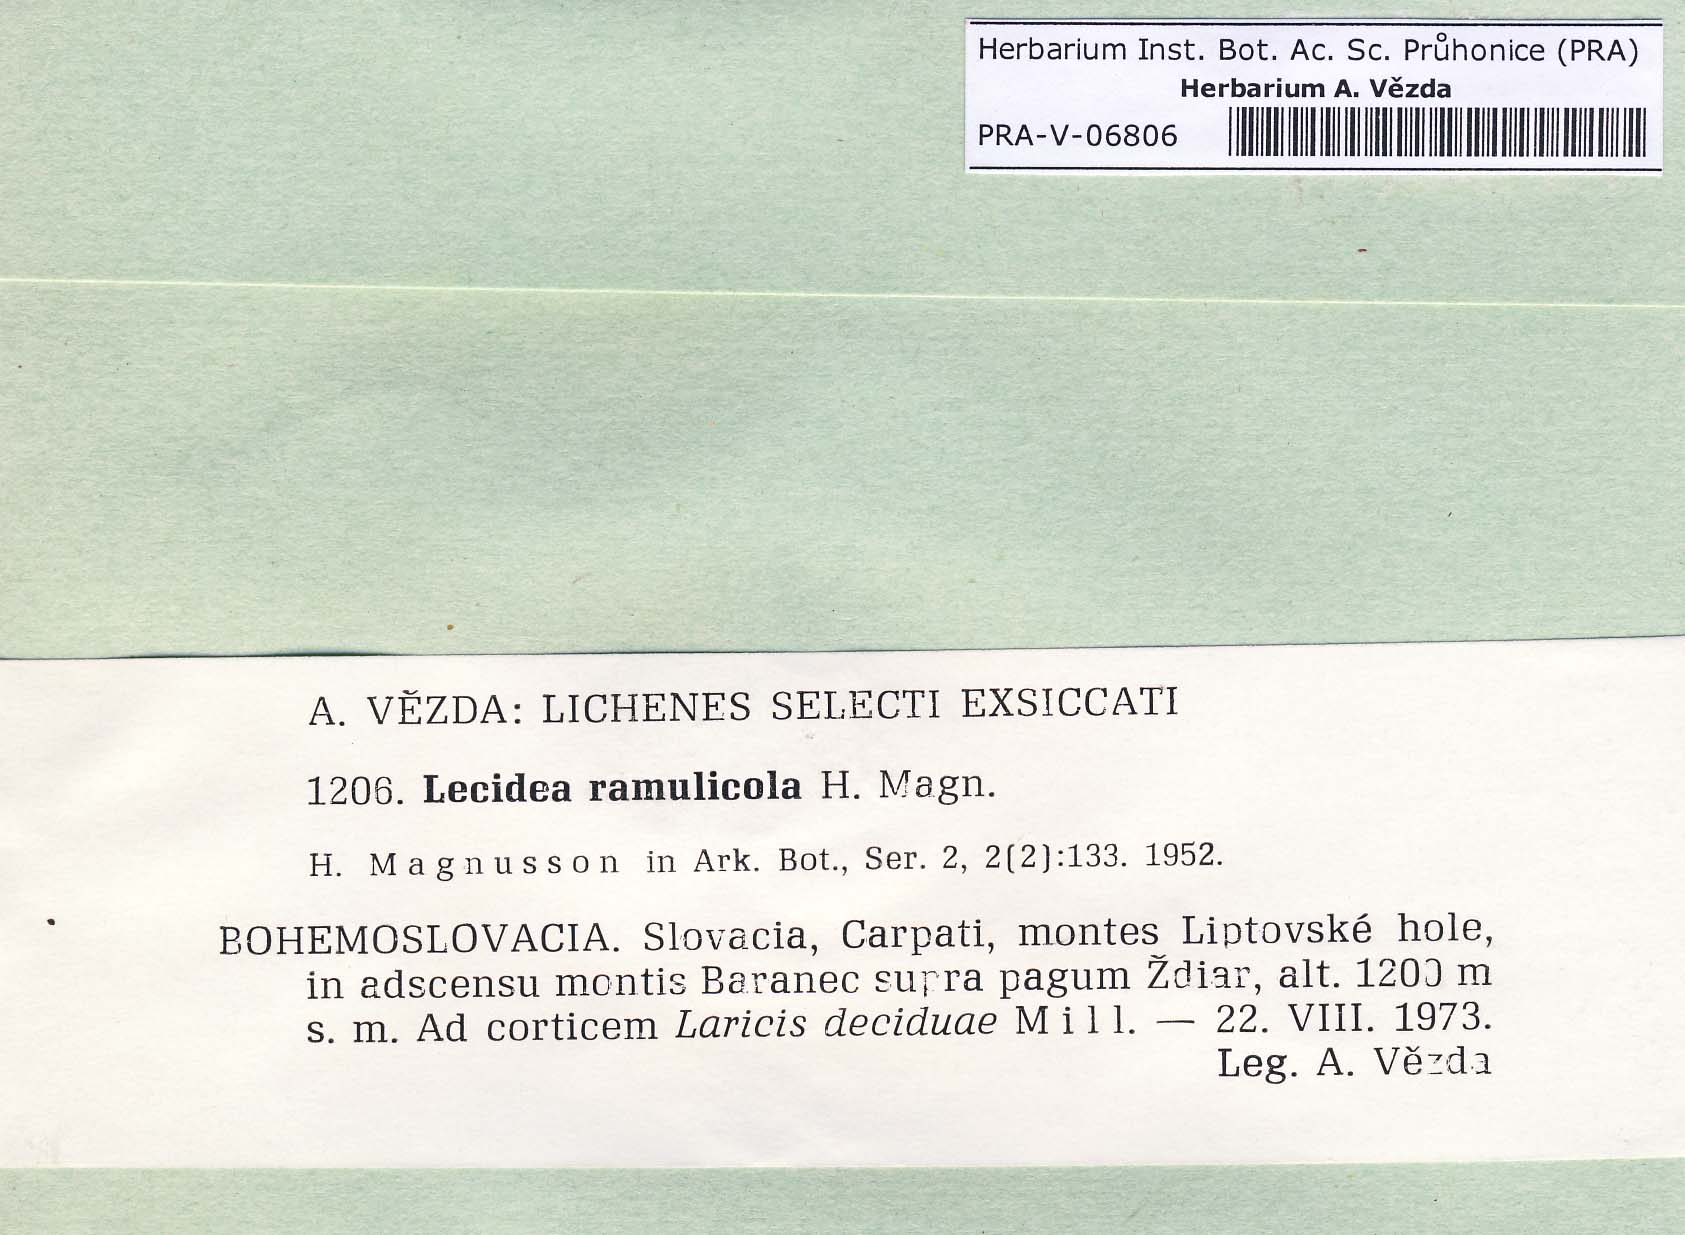 Herbarium Inst. Bot. Ac. Sc. Průhonice (PRA)
Herbarium A. Vězda
PRA-V-06806
A. VĚZDA: LICHENES SELECTI EXSICCATI
1206. Lecidea ramulicola H. Magn.
H. Magnusson in Ark. Bot., Ser. 2, 2(2):133. 1952.
BOHEMOSLOVACIA. Slovacia, Carpati, montes Liptovské hole,
in adscensu montis Baranec supra pagum Ždiar, alt. 1200 m
s. m. Ad corticem Laricis deciduae Mill. — 22. VIII. 1973.
Leg. A. Vězda